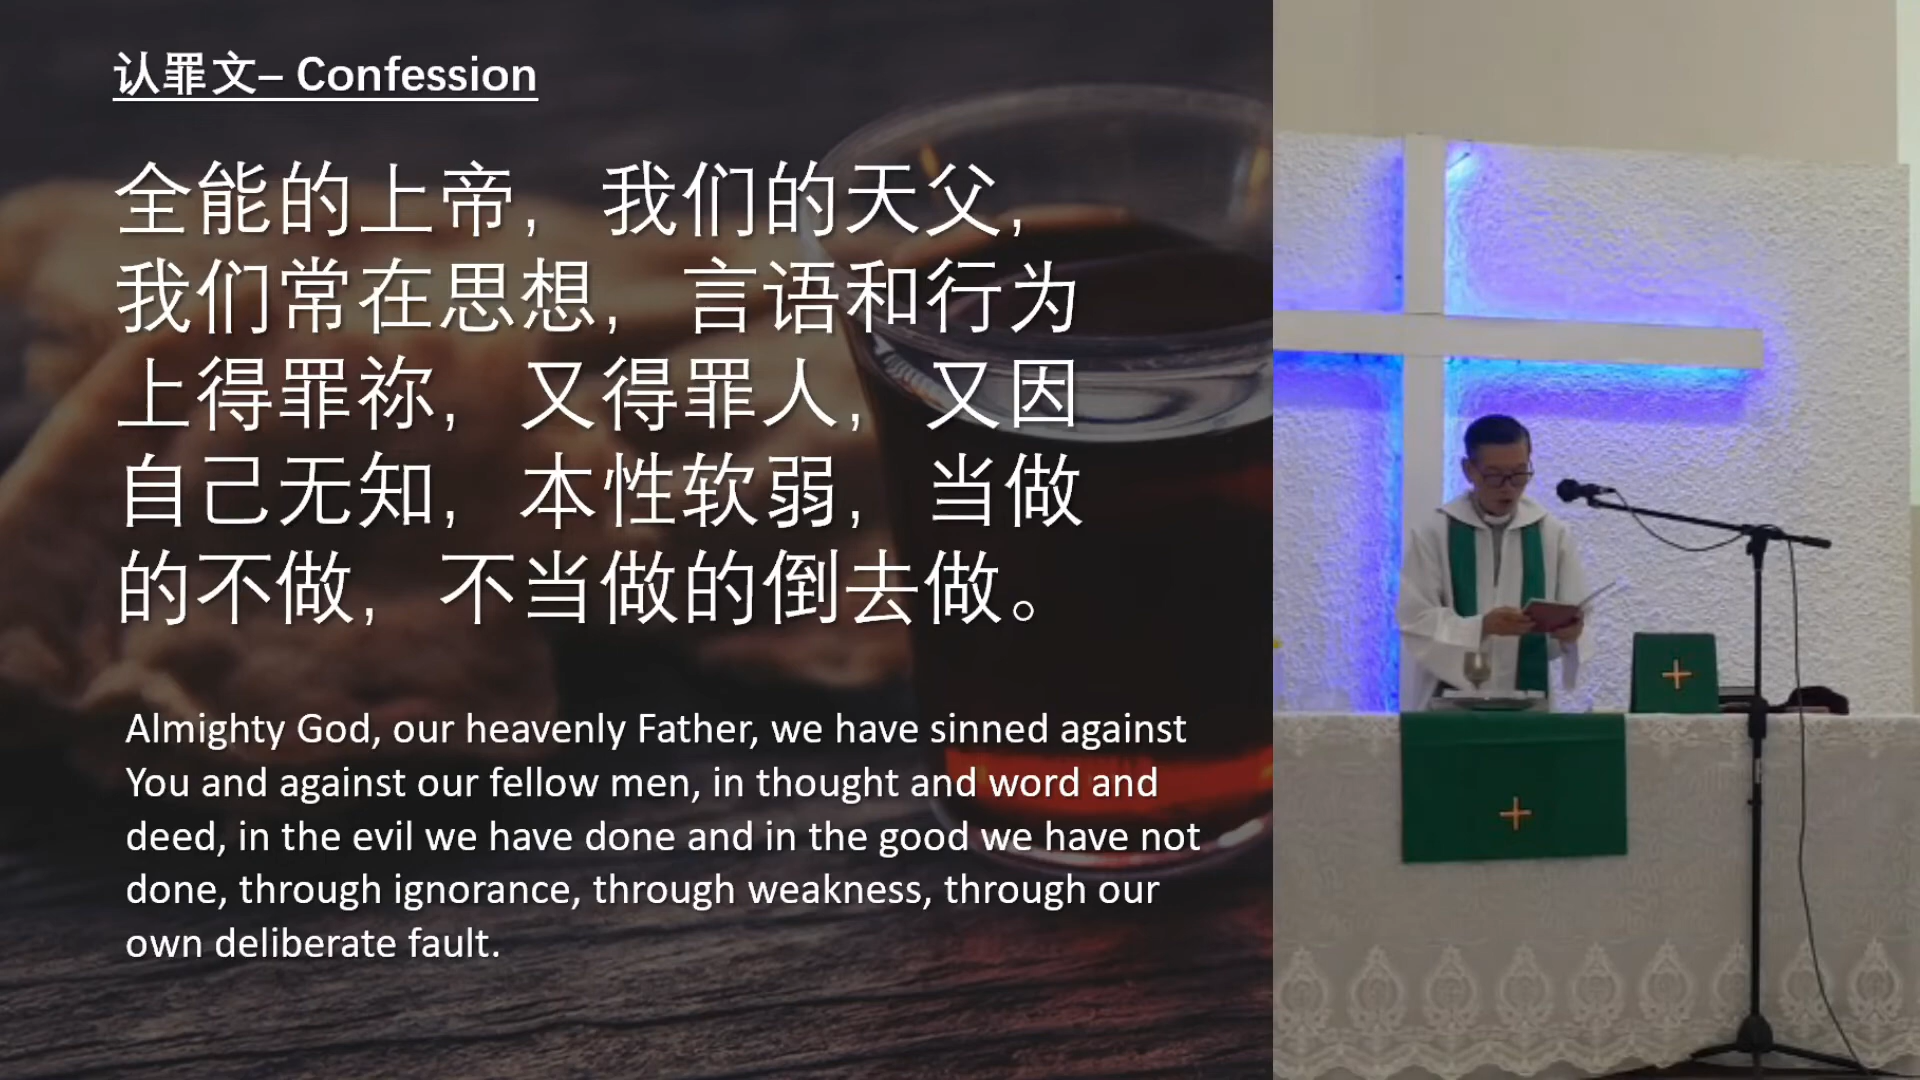 认罪文– Confession
全能的上帝，我们的天父，
我们常在思想，言语和行为
上得罪祢，又得罪人，又因
自己无知，本性软弱，当做
的不做，不当做的倒去做。
Almighty God, our heavenly Father, we have sinned against
You and against our fellow men, in thought and word and
deed, in the evil we have done and in the good we have not
done, through ignorance, through weakness, through our
own deliberate fault.